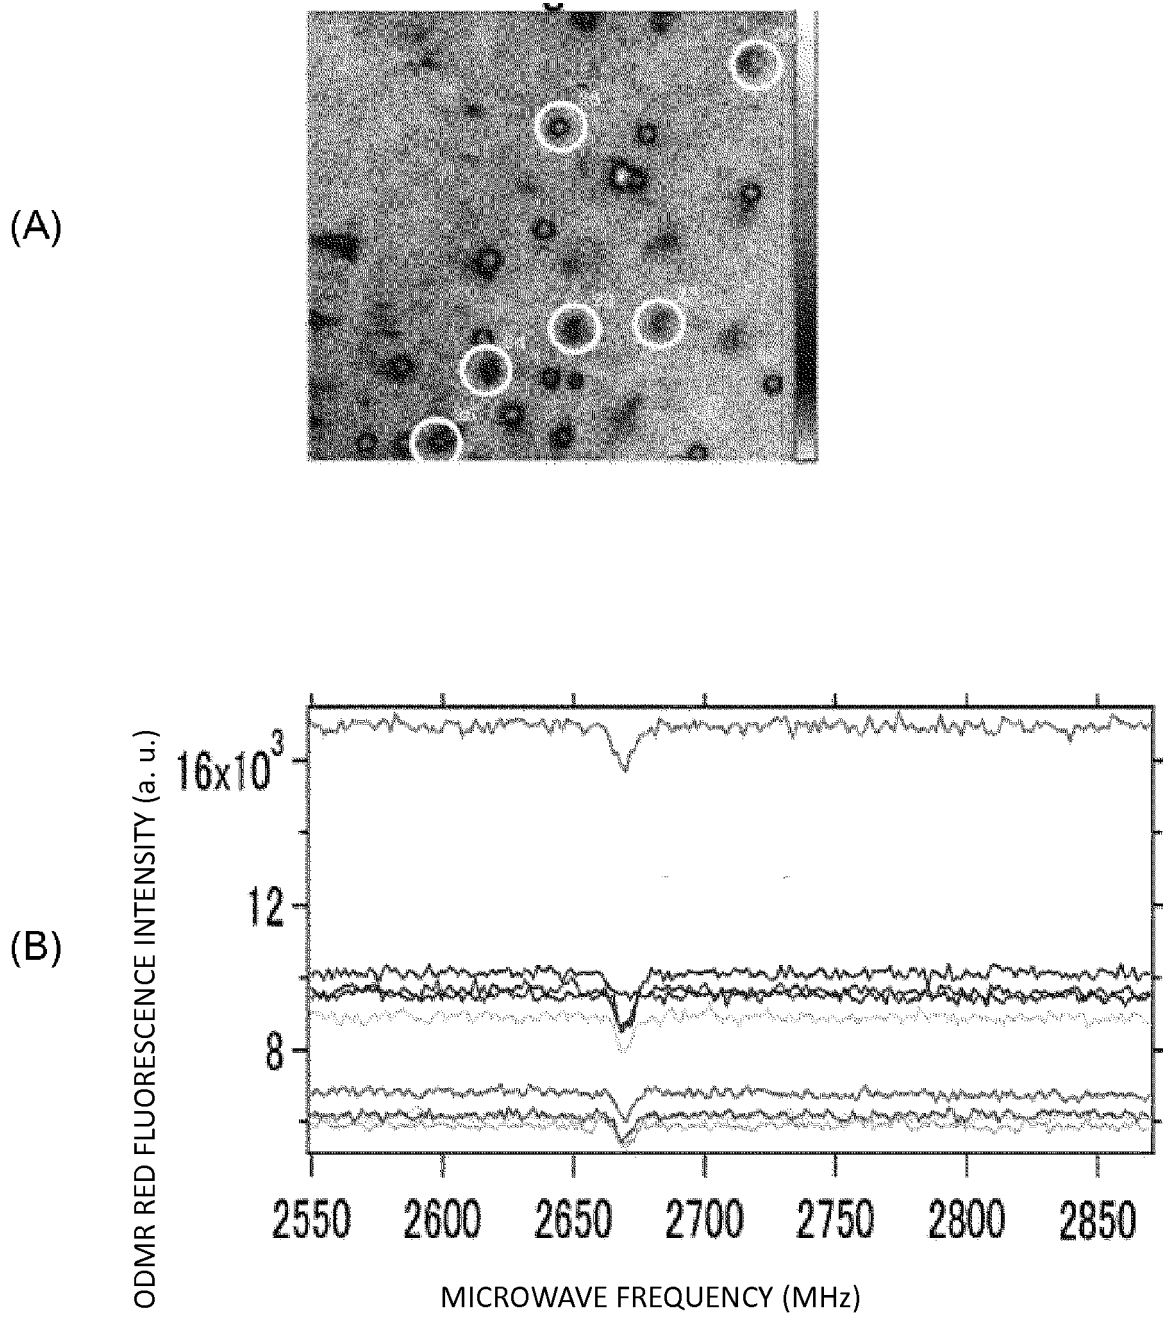 (A)
(B)
ODMR RED FLUORESCENCE INTENSITY (a. u.)
16x10³
12
8
2550 2600 2650 2700 2750 2800 2850
MICROWAVE FREQUENCY (MHz)